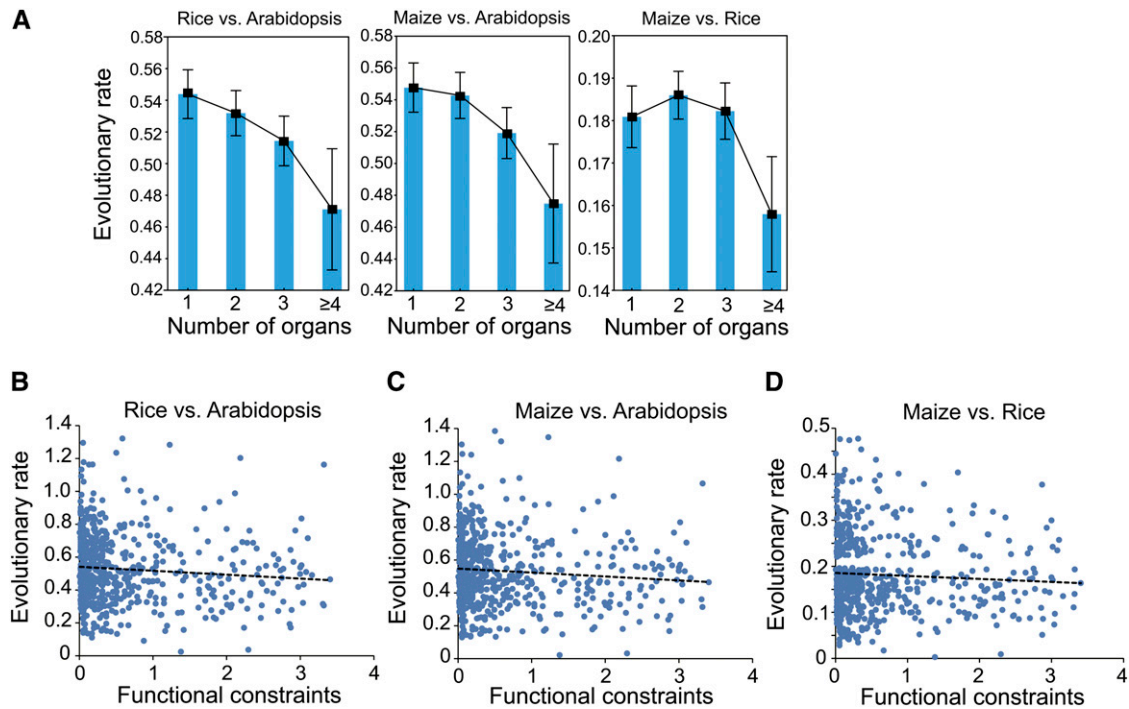 A
Rice vs. Arabidopsis
Maize vs. Arabidopsis
Maize vs. Rice
Evolutionary rate
0.58
0.56
0.54
0.52
0.50
0.48
0.46
0.44
0.42
1 2 3 ≥4
Number of organs
0.58
0.56
0.54
0.52
0.50
0.48
0.46
0.44
0.42
1 2 3 ≥4
Number of organs
0.20
0.19
0.18
0.17
0.16
0.15
0.14
1 2 3 ≥4
Number of organs
B
Rice vs. Arabidopsis
Evolutionary rate
1.4
1.2
1.0
0.8
0.6
0.4
0.2
0
0 1 2 3 4
Functional constraints
C
Maize vs. Arabidopsis
Evolutionary rate
1.4
1.2
1.0
0.8
0.6
0.4
0.2
0
0 1 2 3 4
Functional constraints
D
Maize vs. Rice
Evolutionary rate
0.5
0.4
0.3
0.2
0.1
0
0 1 2 3 4
Functional constraints